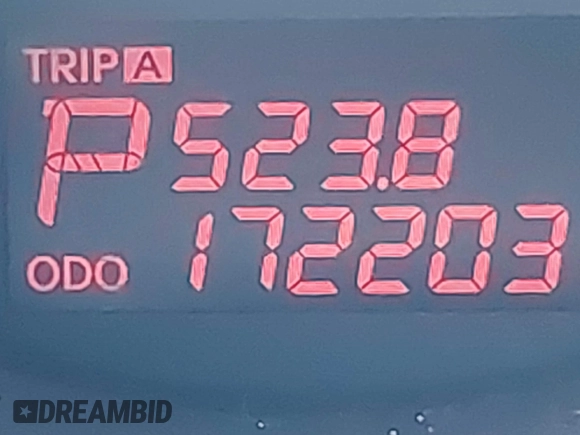 TRIP A
P 523.8
172203
ODO
DREAMBID